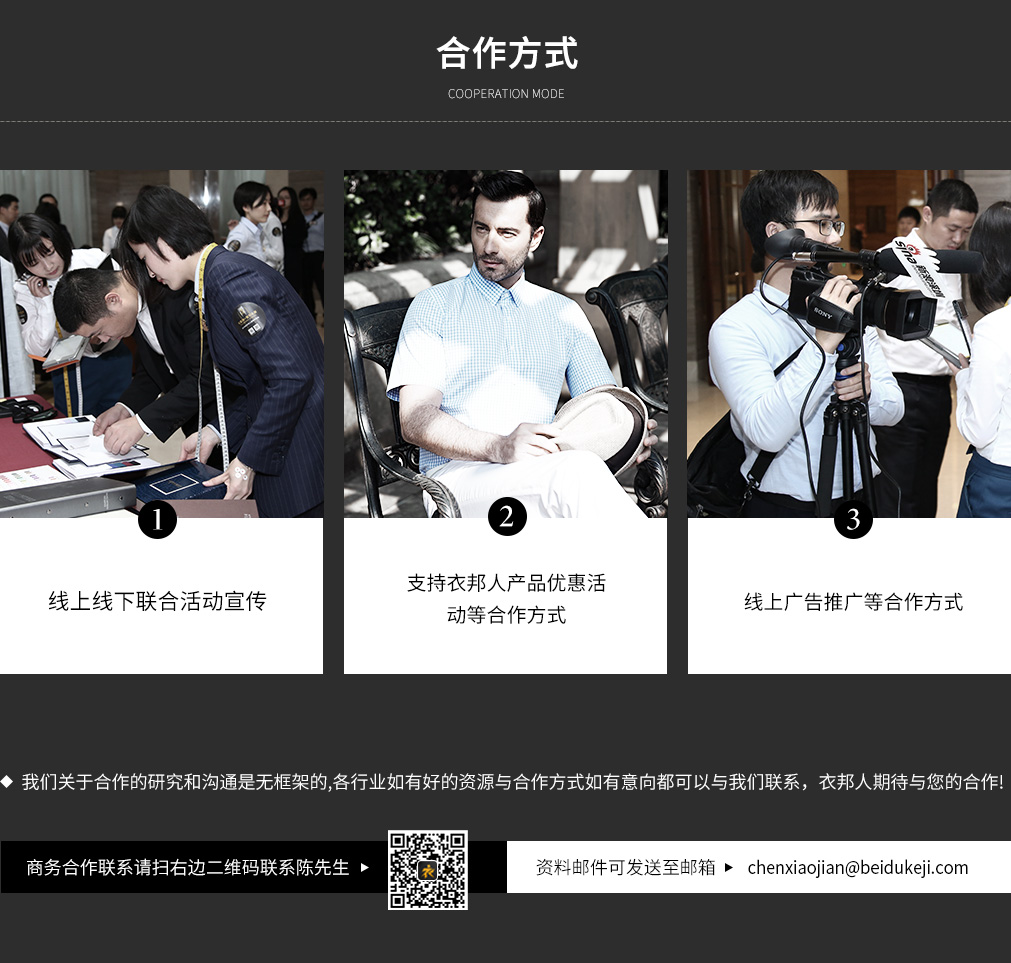 合作方式
COOPERATION MODE
sina
SONY
1
2
3
线上线下联合活动宣传
支持衣邦人产品优惠活
动等合作方式
线上广告推广等合作方式
◆ 我们关于合作的研究和沟通是无框架的,各行业如有好的资源与合作方式如有意向都可以与我们联系，衣邦人期待与您的合作!
商务合作联系请扫右边二维码联系陈先生 ▶
衣
资料邮件可发送至邮箱 ▶ chenxiaojian@beidukeji.com